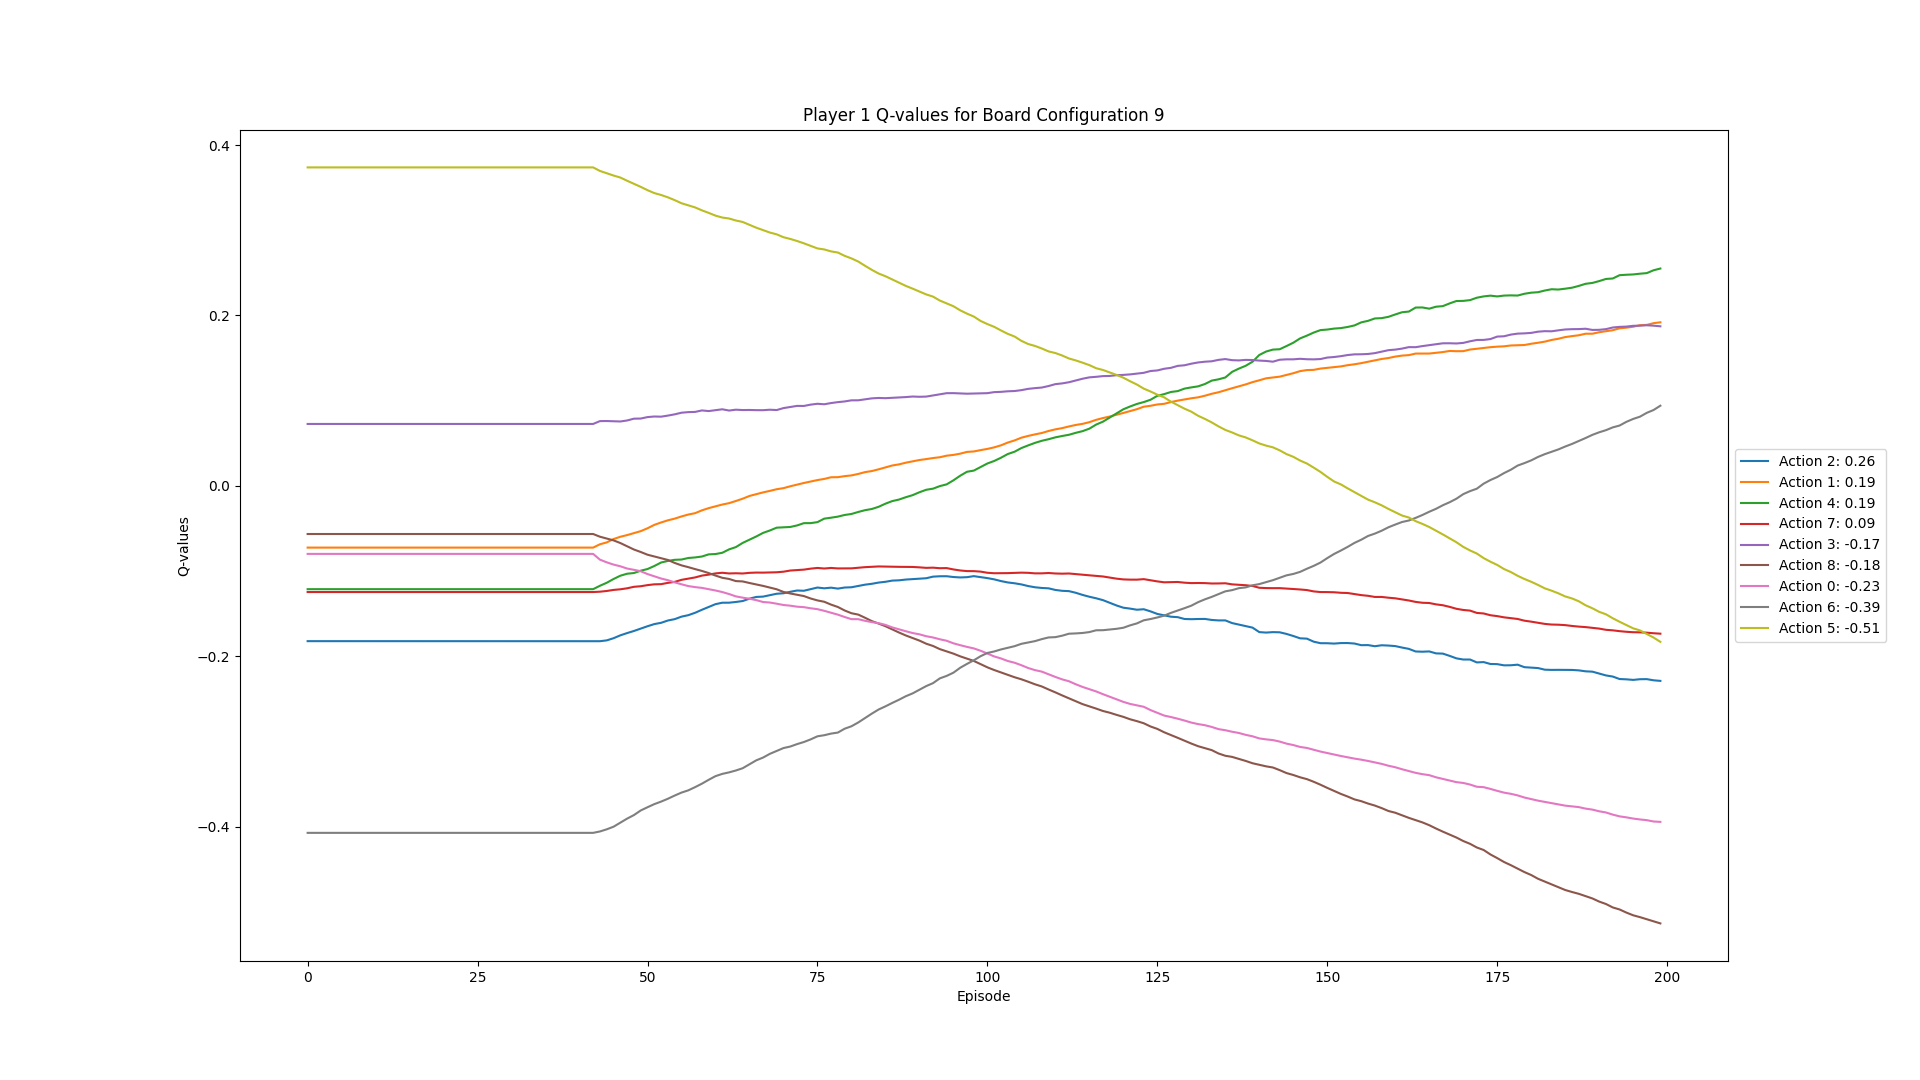 Player 1 Q-values for Board Configuration 9
0.4
0.2
0.0
−0.2
−0.4
Q-values
0 25 50 75 100 125 150 175 200
Episode
Action 2: 0.26
Action 1: 0.19
Action 4: 0.19
Action 7: 0.09
Action 3: -0.17
Action 8: -0.18
Action 0: -0.23
Action 6: -0.39
Action 5: -0.51